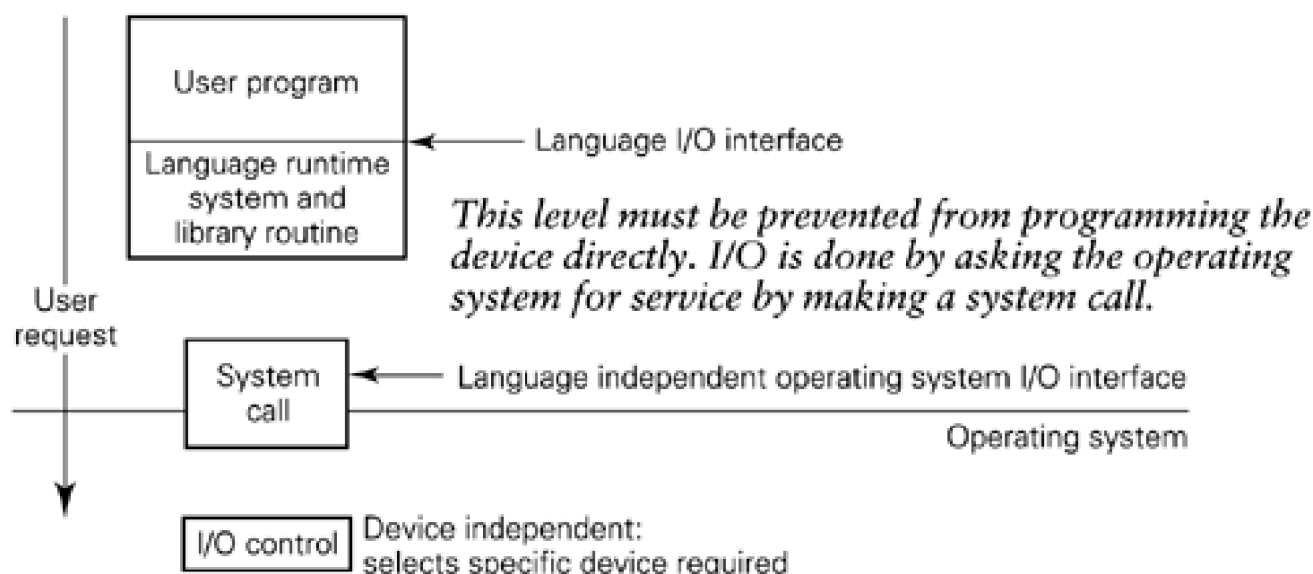 User program
Language I/O interface
Language runtime
system and
library routine
This level must be prevented from programming the
device directly. I/O is done by asking the operating
system for service by making a system call.
User
request
System
call
Language independent operating system I/O interface
Operating system
I/O control
Device independent:
selects specific device required